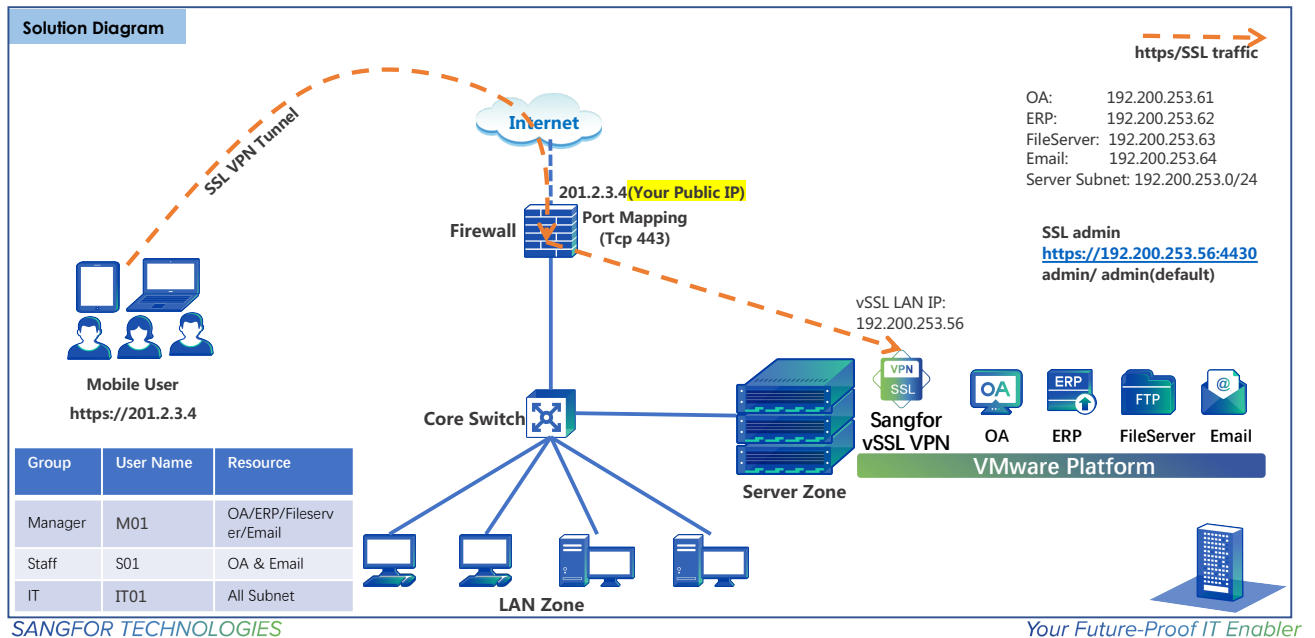 Solution Diagram
https/SSL traffic
OA: 192.200.253.61
ERP: 192.200.253.62
FileServer: 192.200.253.63
Email: 192.200.253.64
Server Subnet: 192.200.253.0/24
SSL admin
https://192.200.253.56:4430
admin/ admin(default)
Internet
SSL VPN Tunnel
201.2.3.4(Your Public IP)
Firewall
Port Mapping
(Tcp 443)
vSSL LAN IP:
192.200.253.56
Mobile User
https://201.2.3.4
Core Switch
VPN
SSL
Sangfor
vSSL VPN
OA
OA
ERP
ERP
FTP
FileServer
@
Email
VMware Platform
Server Zone
LAN Zone
Group User Name Resource
Manager M01 OA/ERP/Fileserv
er/Email
Staff S01 OA & Email
IT IT01 All Subnet
SANGFOR TECHNOLOGIES
Your Future-Proof IT Enabler